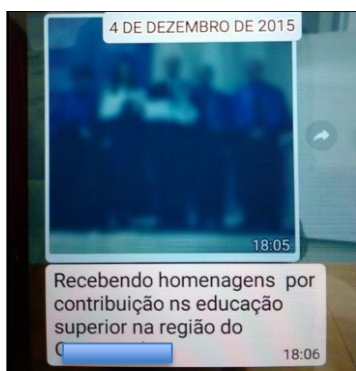 4 DE DEZEMBRO DE 2015
18:05
Recebendo homenagens por
contribuição ns educação
superior na região do
18:06